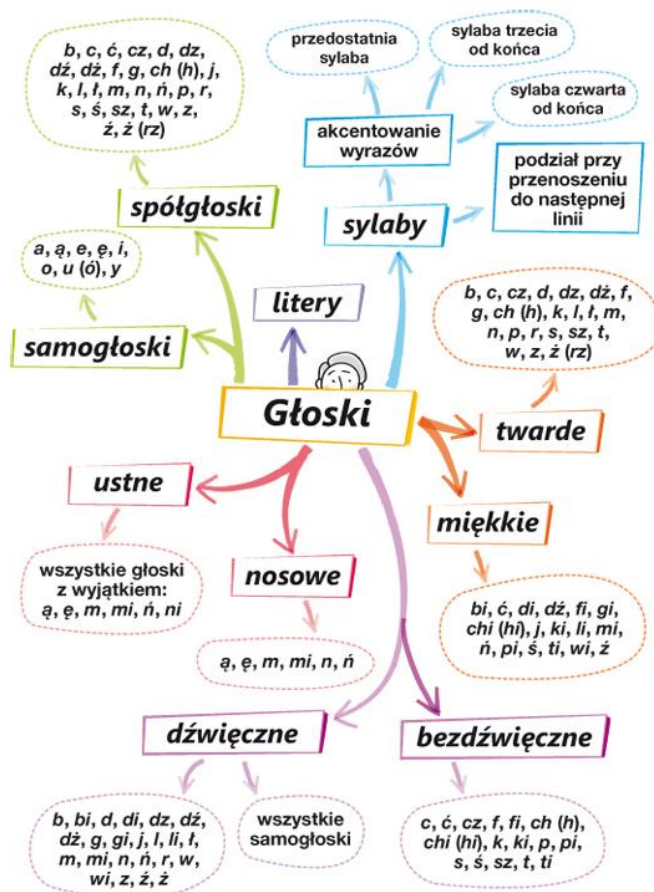 b, c, ć, cz, d, dz,
dź, dż, f, g, ch (h), j,
k, l, ł, m, n, ń, p, r,
s, ś, sz, t, w, z,
ź, ż (rz)
przedostatnia
sylaba
sylaba trzecia
od końca
sylaba czwarta
od końca
akcentowanie
wyrazów
podział przy
przenoszeniu
do następnej
linii
spółgłoski
sylaby
a, ą, e, ę, i,
o, u (ó), y
samogłoski
litery
b, c, cz, d, dz, dż, f,
g, ch (h), k, l, ł, m,
n, p, r, s, sz, t,
w, z, ż (rz)
Głoski
twarde
ustne
miękkie
wszystkie głoski
z wyjątkiem:
ą, ę, m, mi, ń, ni
nosowe
bi, ć, di, dź, fi, gi,
chi (hi), j, ki, li, mi,
ń, pi, ś, ti, wi, ź
ą, ę, m, mi, n, ń
dźwięczne
bezdźwięczne
b, bi, d, di, dz, dź,
dż, g, gi, j, l, li, ł,
m, mi, n, ń, r, w,
wi, z, ź, ż
wszystkie
samogłoski
c, ć, cz, f, fi, ch (h),
chi (hi), k, ki, p, pi,
s, ś, sz, t, ti